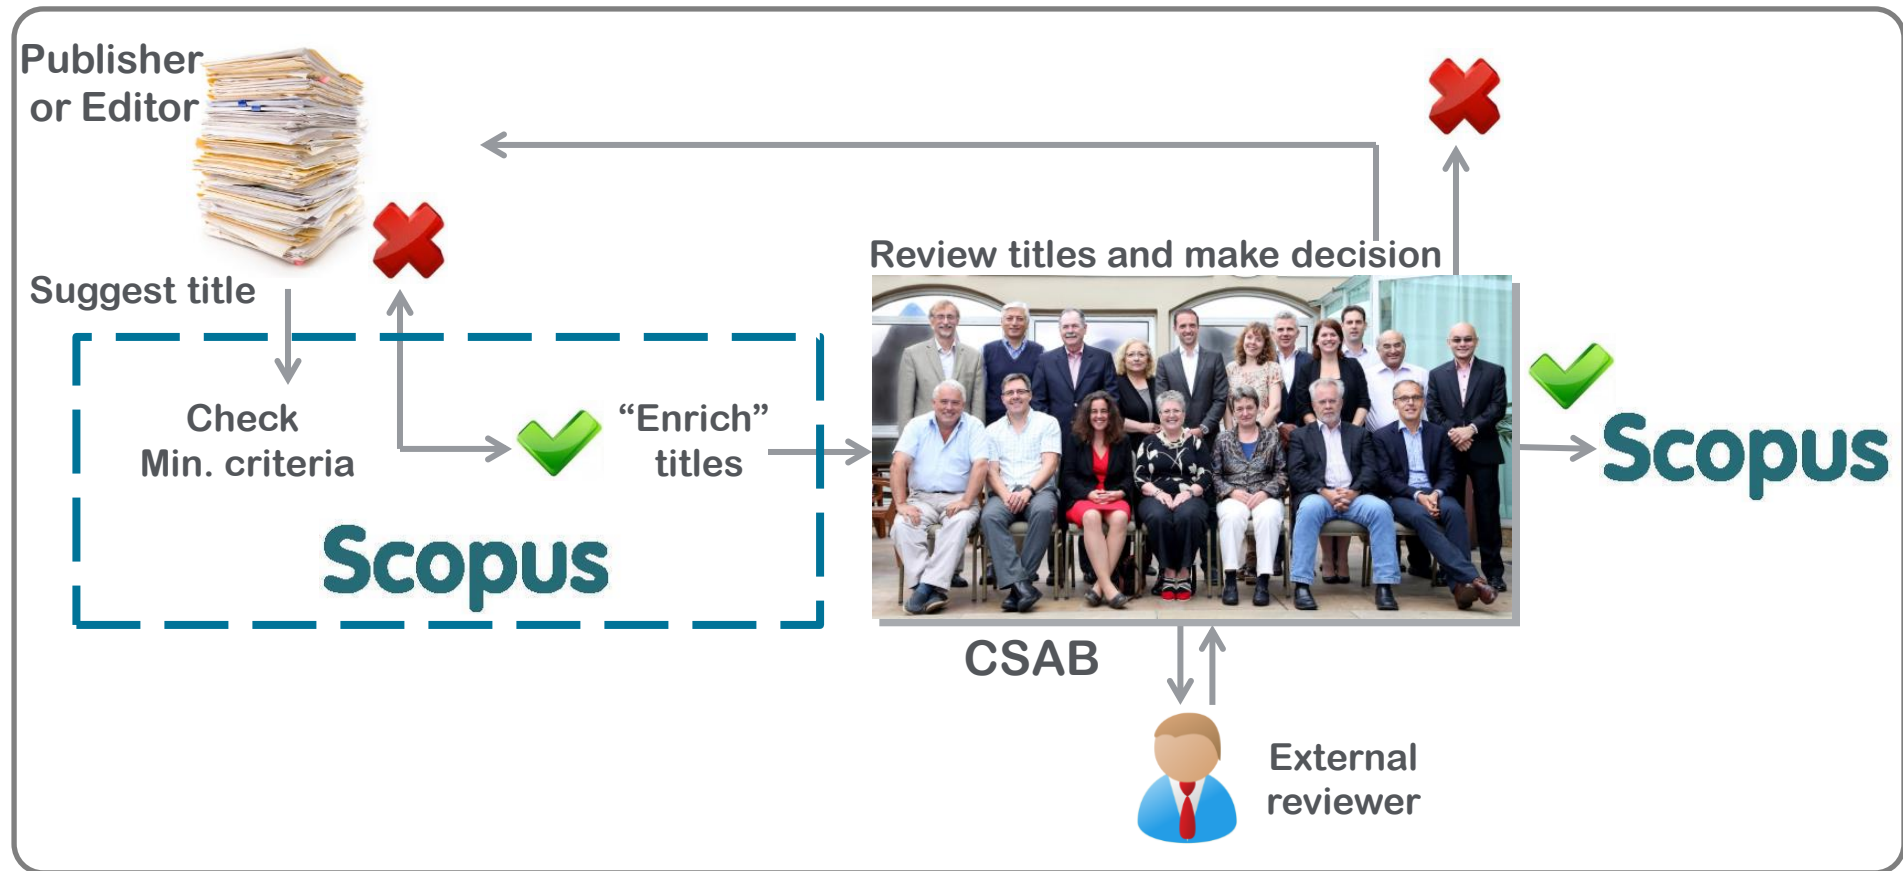 Publisher
or Editor
Suggest title
Check
Min. criteria
“Enrich”
titles
Scopus
Review titles and make decision
CSAB
External
reviewer
Scopus